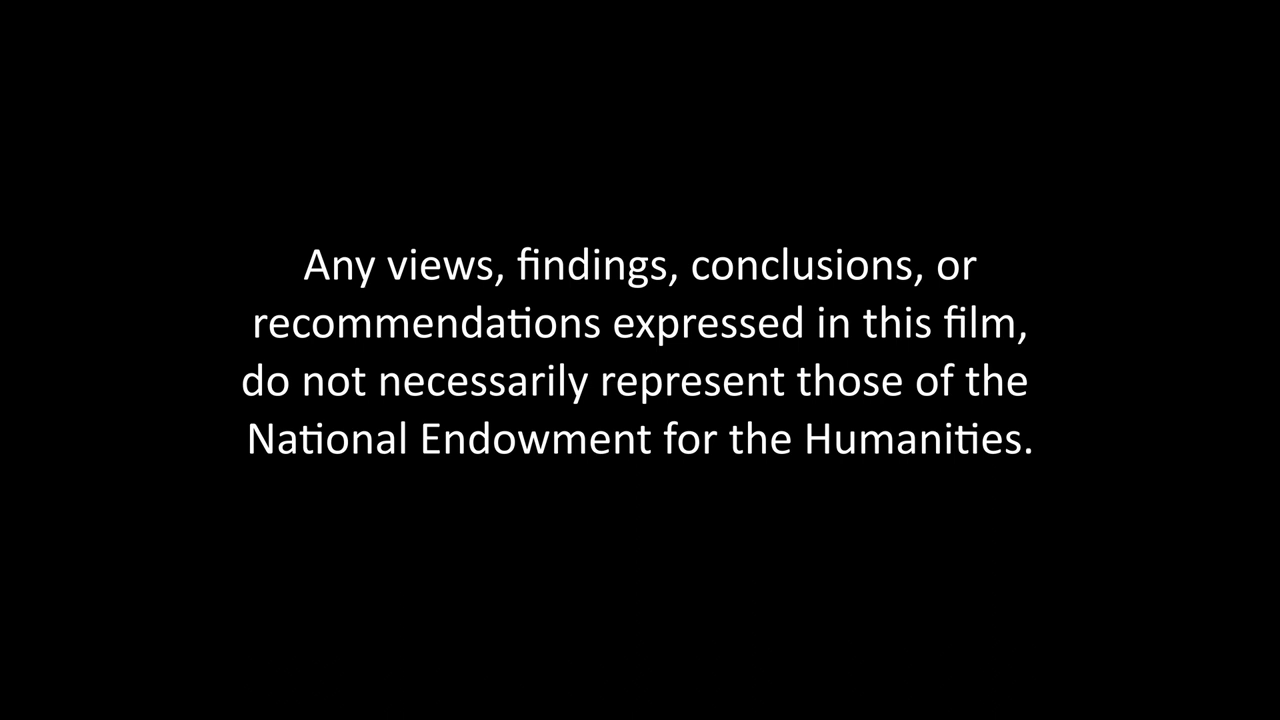 Any views, findings, conclusions, or
recommendations expressed in this film,
do not necessarily represent those of the
National Endowment for the Humanities.